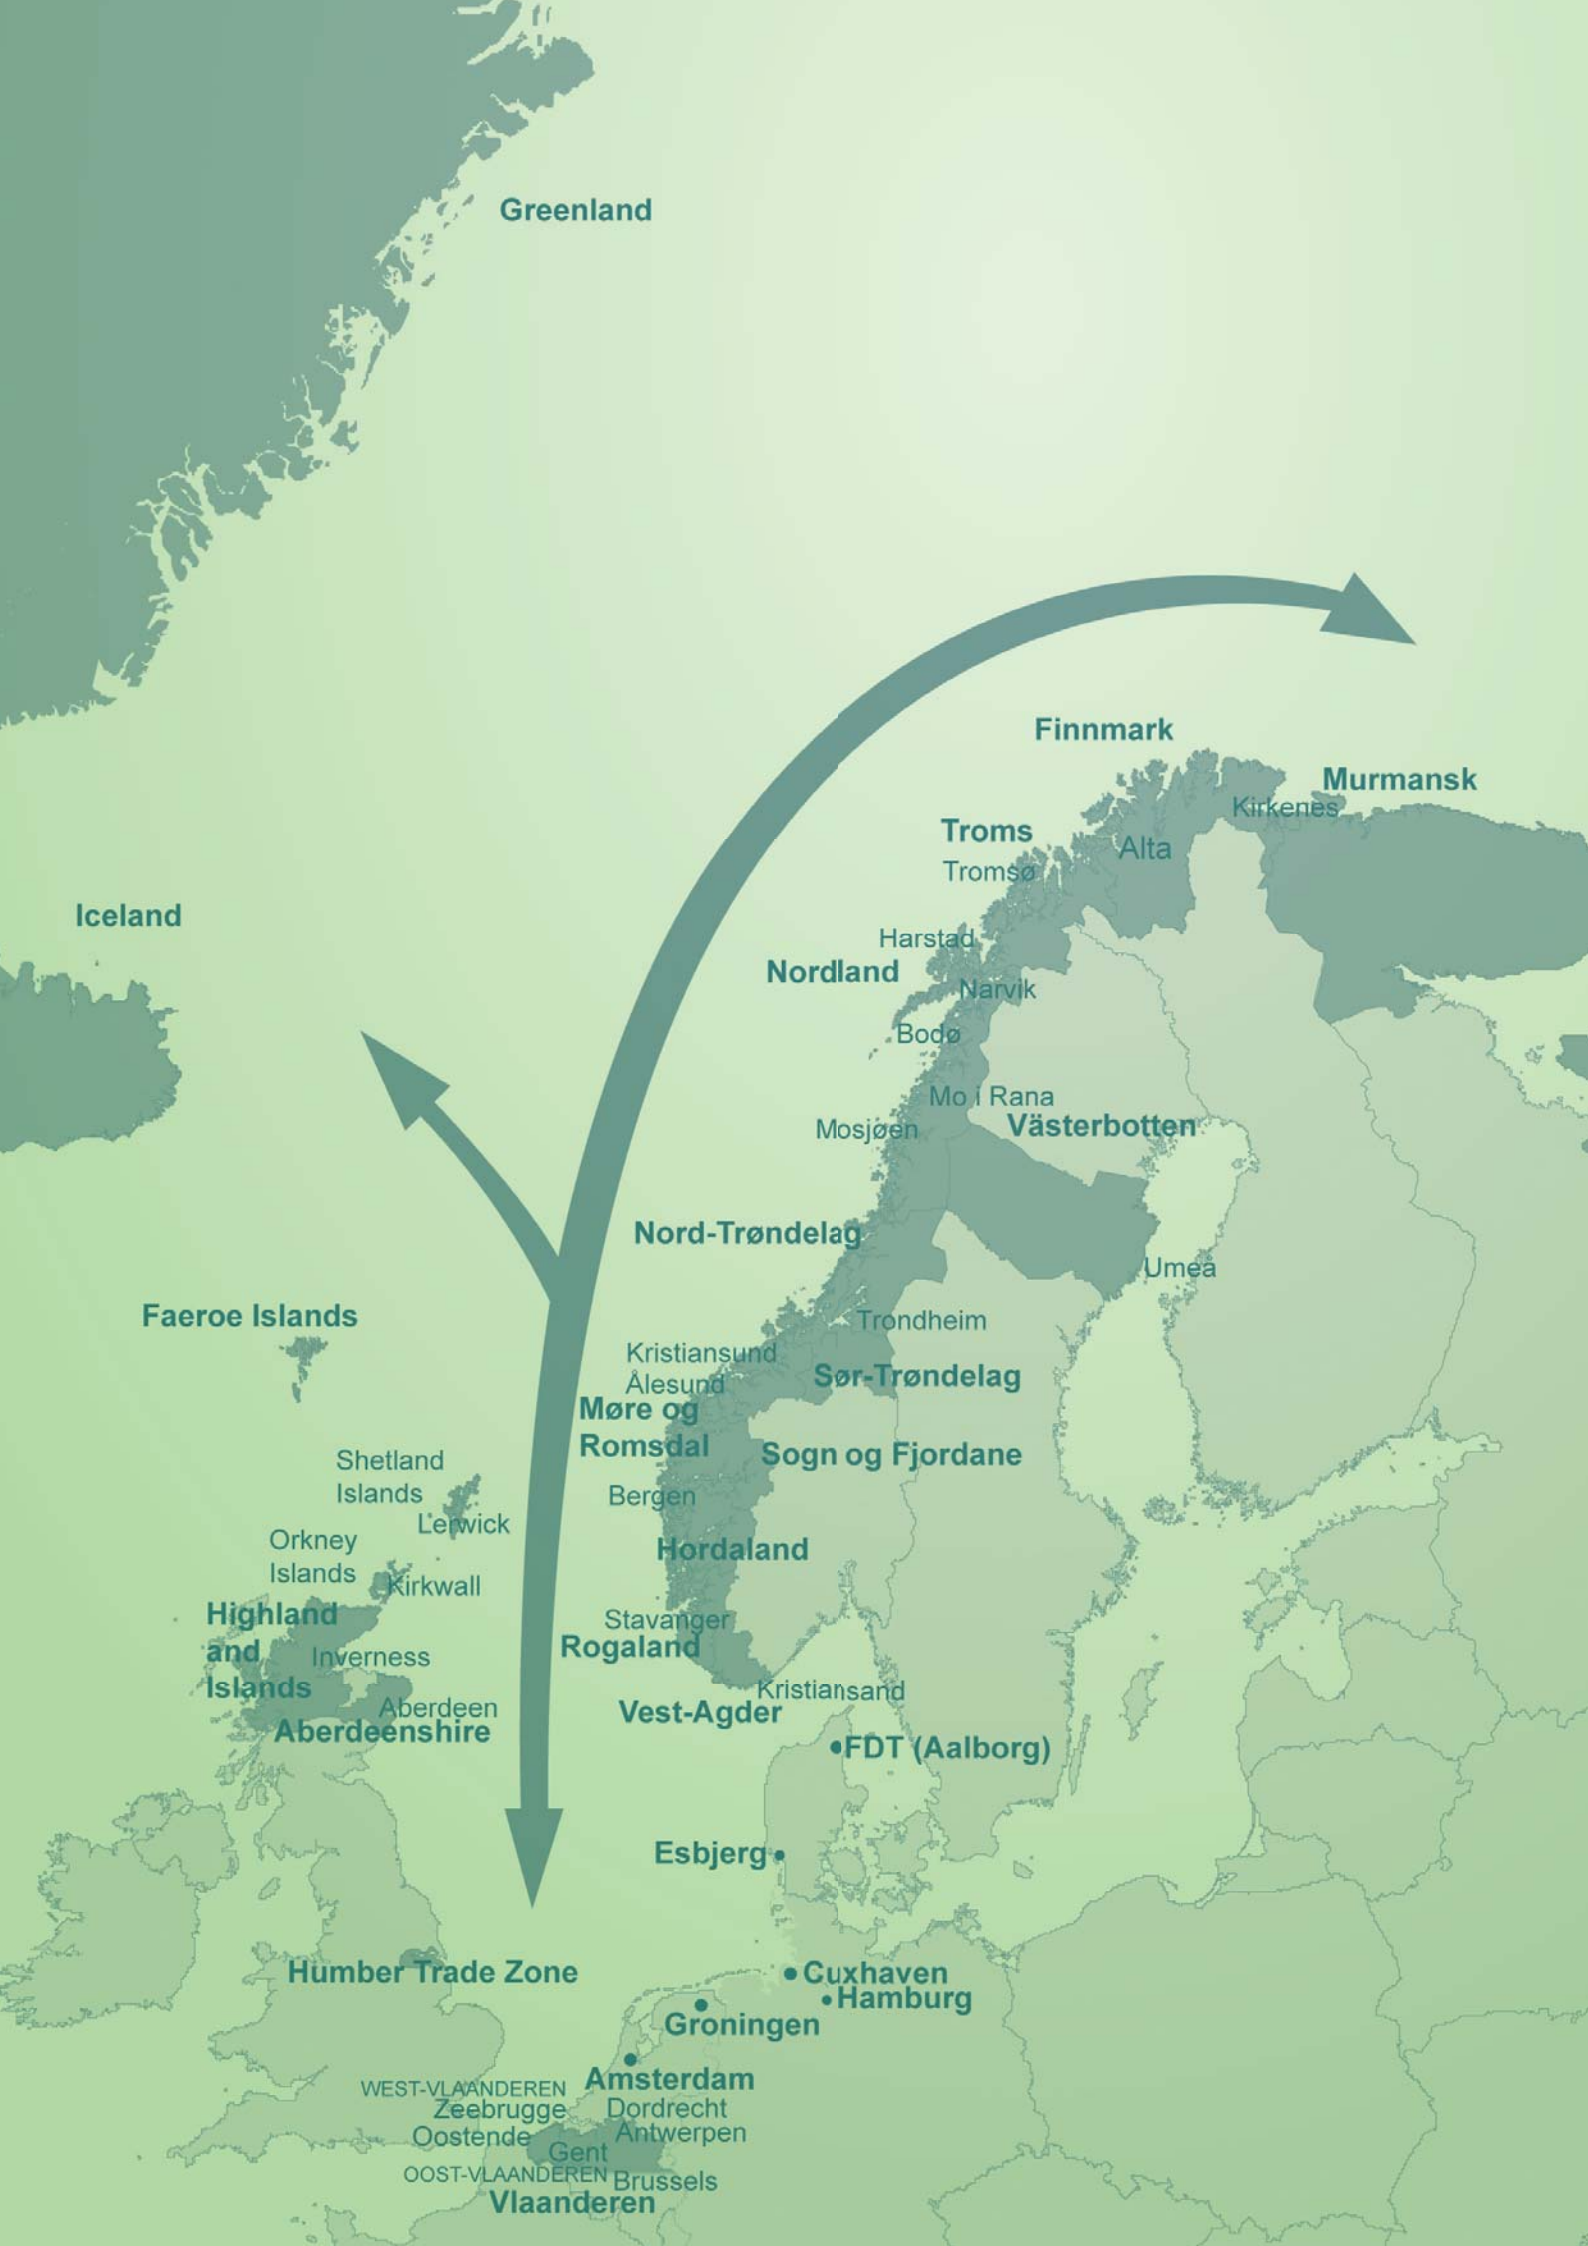 Greenland
Finnmark
Murmansk
Kirkenes
Troms
Alta
Tromsø
Iceland
Harstad
Nordland
Narvik
Bodø
Mo i Rana
Västerbotten
Mosjøen
Nord-Trøndelag
Umeå
Faeroe Islands
Trondheim
Kristiansund
Sør-Trøndelag
Ålesund
Møre og
Romsdal
Sogn og Fjordane
Shetland
Islands
Bergen
Lerwick
Orkney
Islands
Hordaland
Kirkwall
Highland
and
Islands
Stavanger
Rogaland
Inverness
Kristiansand
Aberdeen
Vest-Agder
Aberdeenshire
FDT (Aalborg)
Esbjerg
Humber Trade Zone
Cuxhaven
Hamburg
Groningen
Amsterdam
WEST-VLAANDEREN
Zeebrugge
Dordrecht
Oostende
Antwerpen
Gent
OOST-VLAANDEREN
Brussels
Vlaanderen